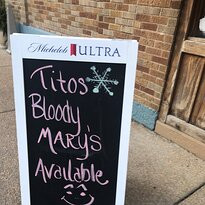 Michelob ULTRA
Titos
Bloody
MARY's
Available